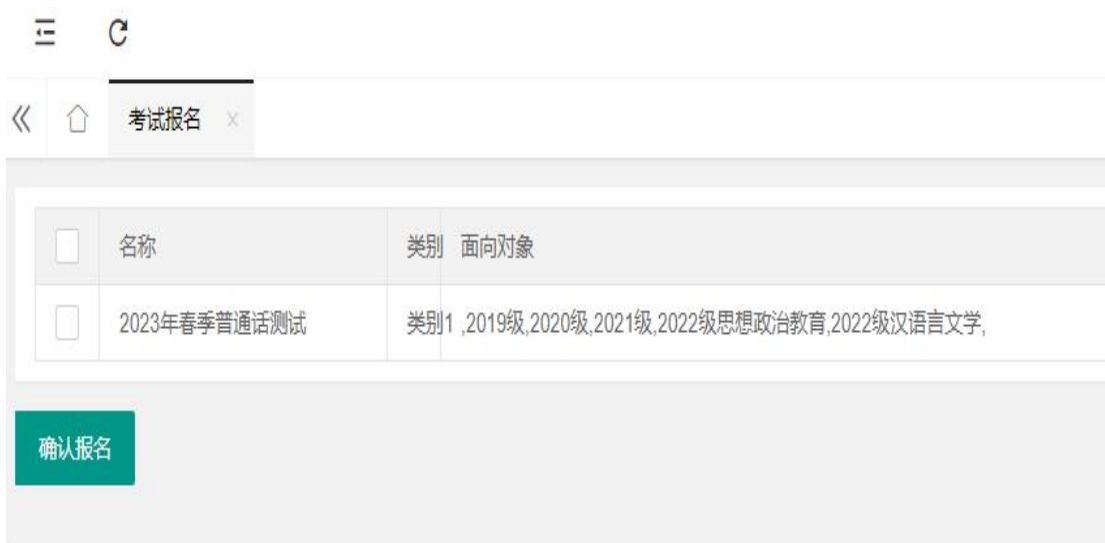 考试报名
名称 类别 面向对象
2023年春季普通话测试 类别1 ,2019级,2020级,2021级,2022级思想政治教育,2022级汉语言文学,
确认报名